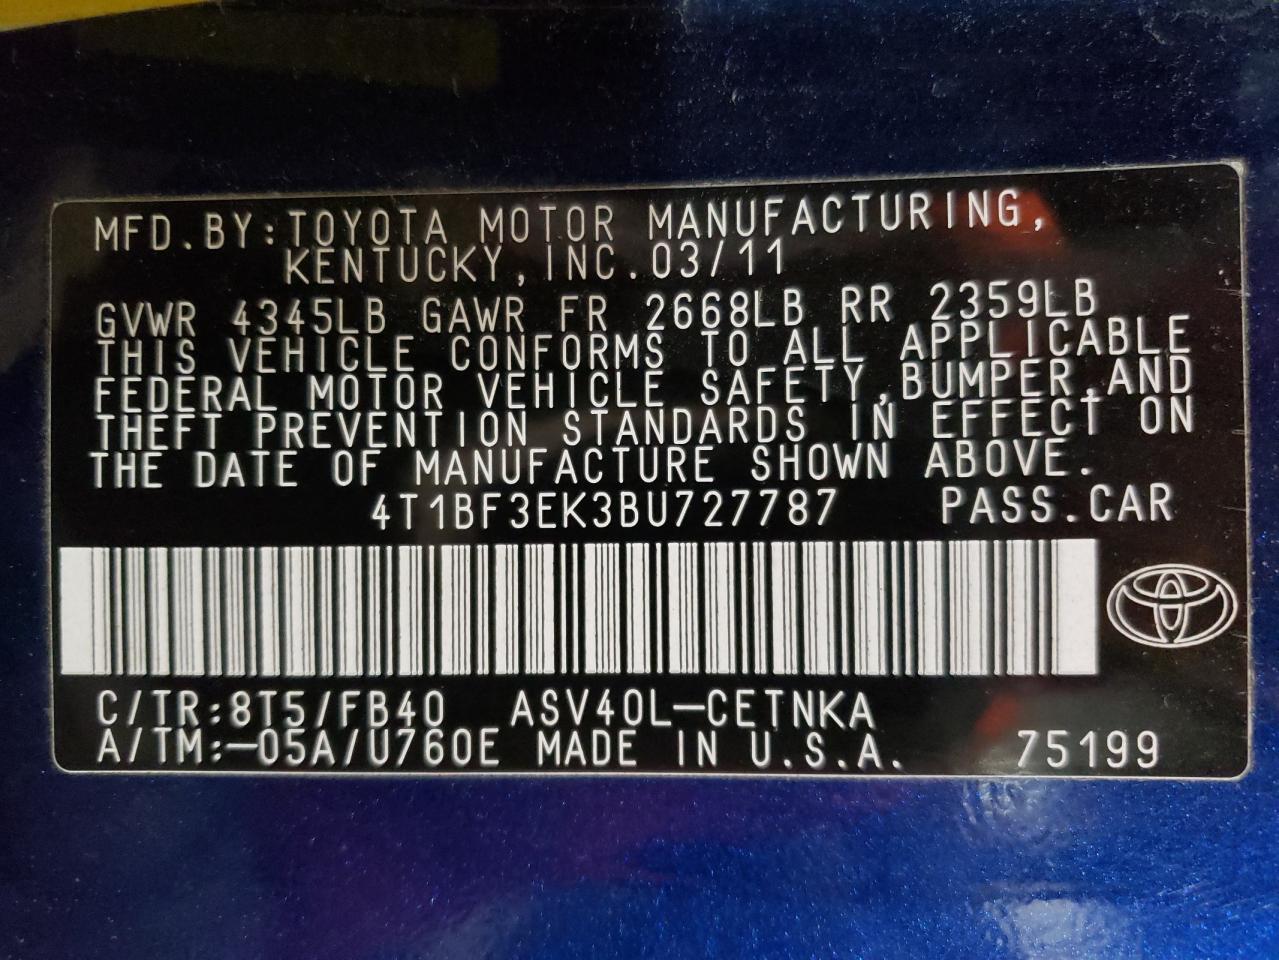 MFD.BY:TOYOTA MOTOR MANUFACTURING,
KENTUCKY,INC.03/11
GVWR 4345LB GAWR FR 2668LB RR 2359LB
THIS VEHICLE CONFORMS TO ALL APPLICABLE
FEDERAL MOTOR VEHICLE SAFETY,BUMPER,AND
THEFT PREVENTION STANDARDS IN EFFECT ON
THE DATE OF MANUFACTURE SHOWN ABOVE.
4T1BF3EK3BU727787 PASS.CAR
C/TR:8T5/FB40 ASV40L-CETNKA
A/TM:-05A/U760E MADE IN U.S.A. 75199